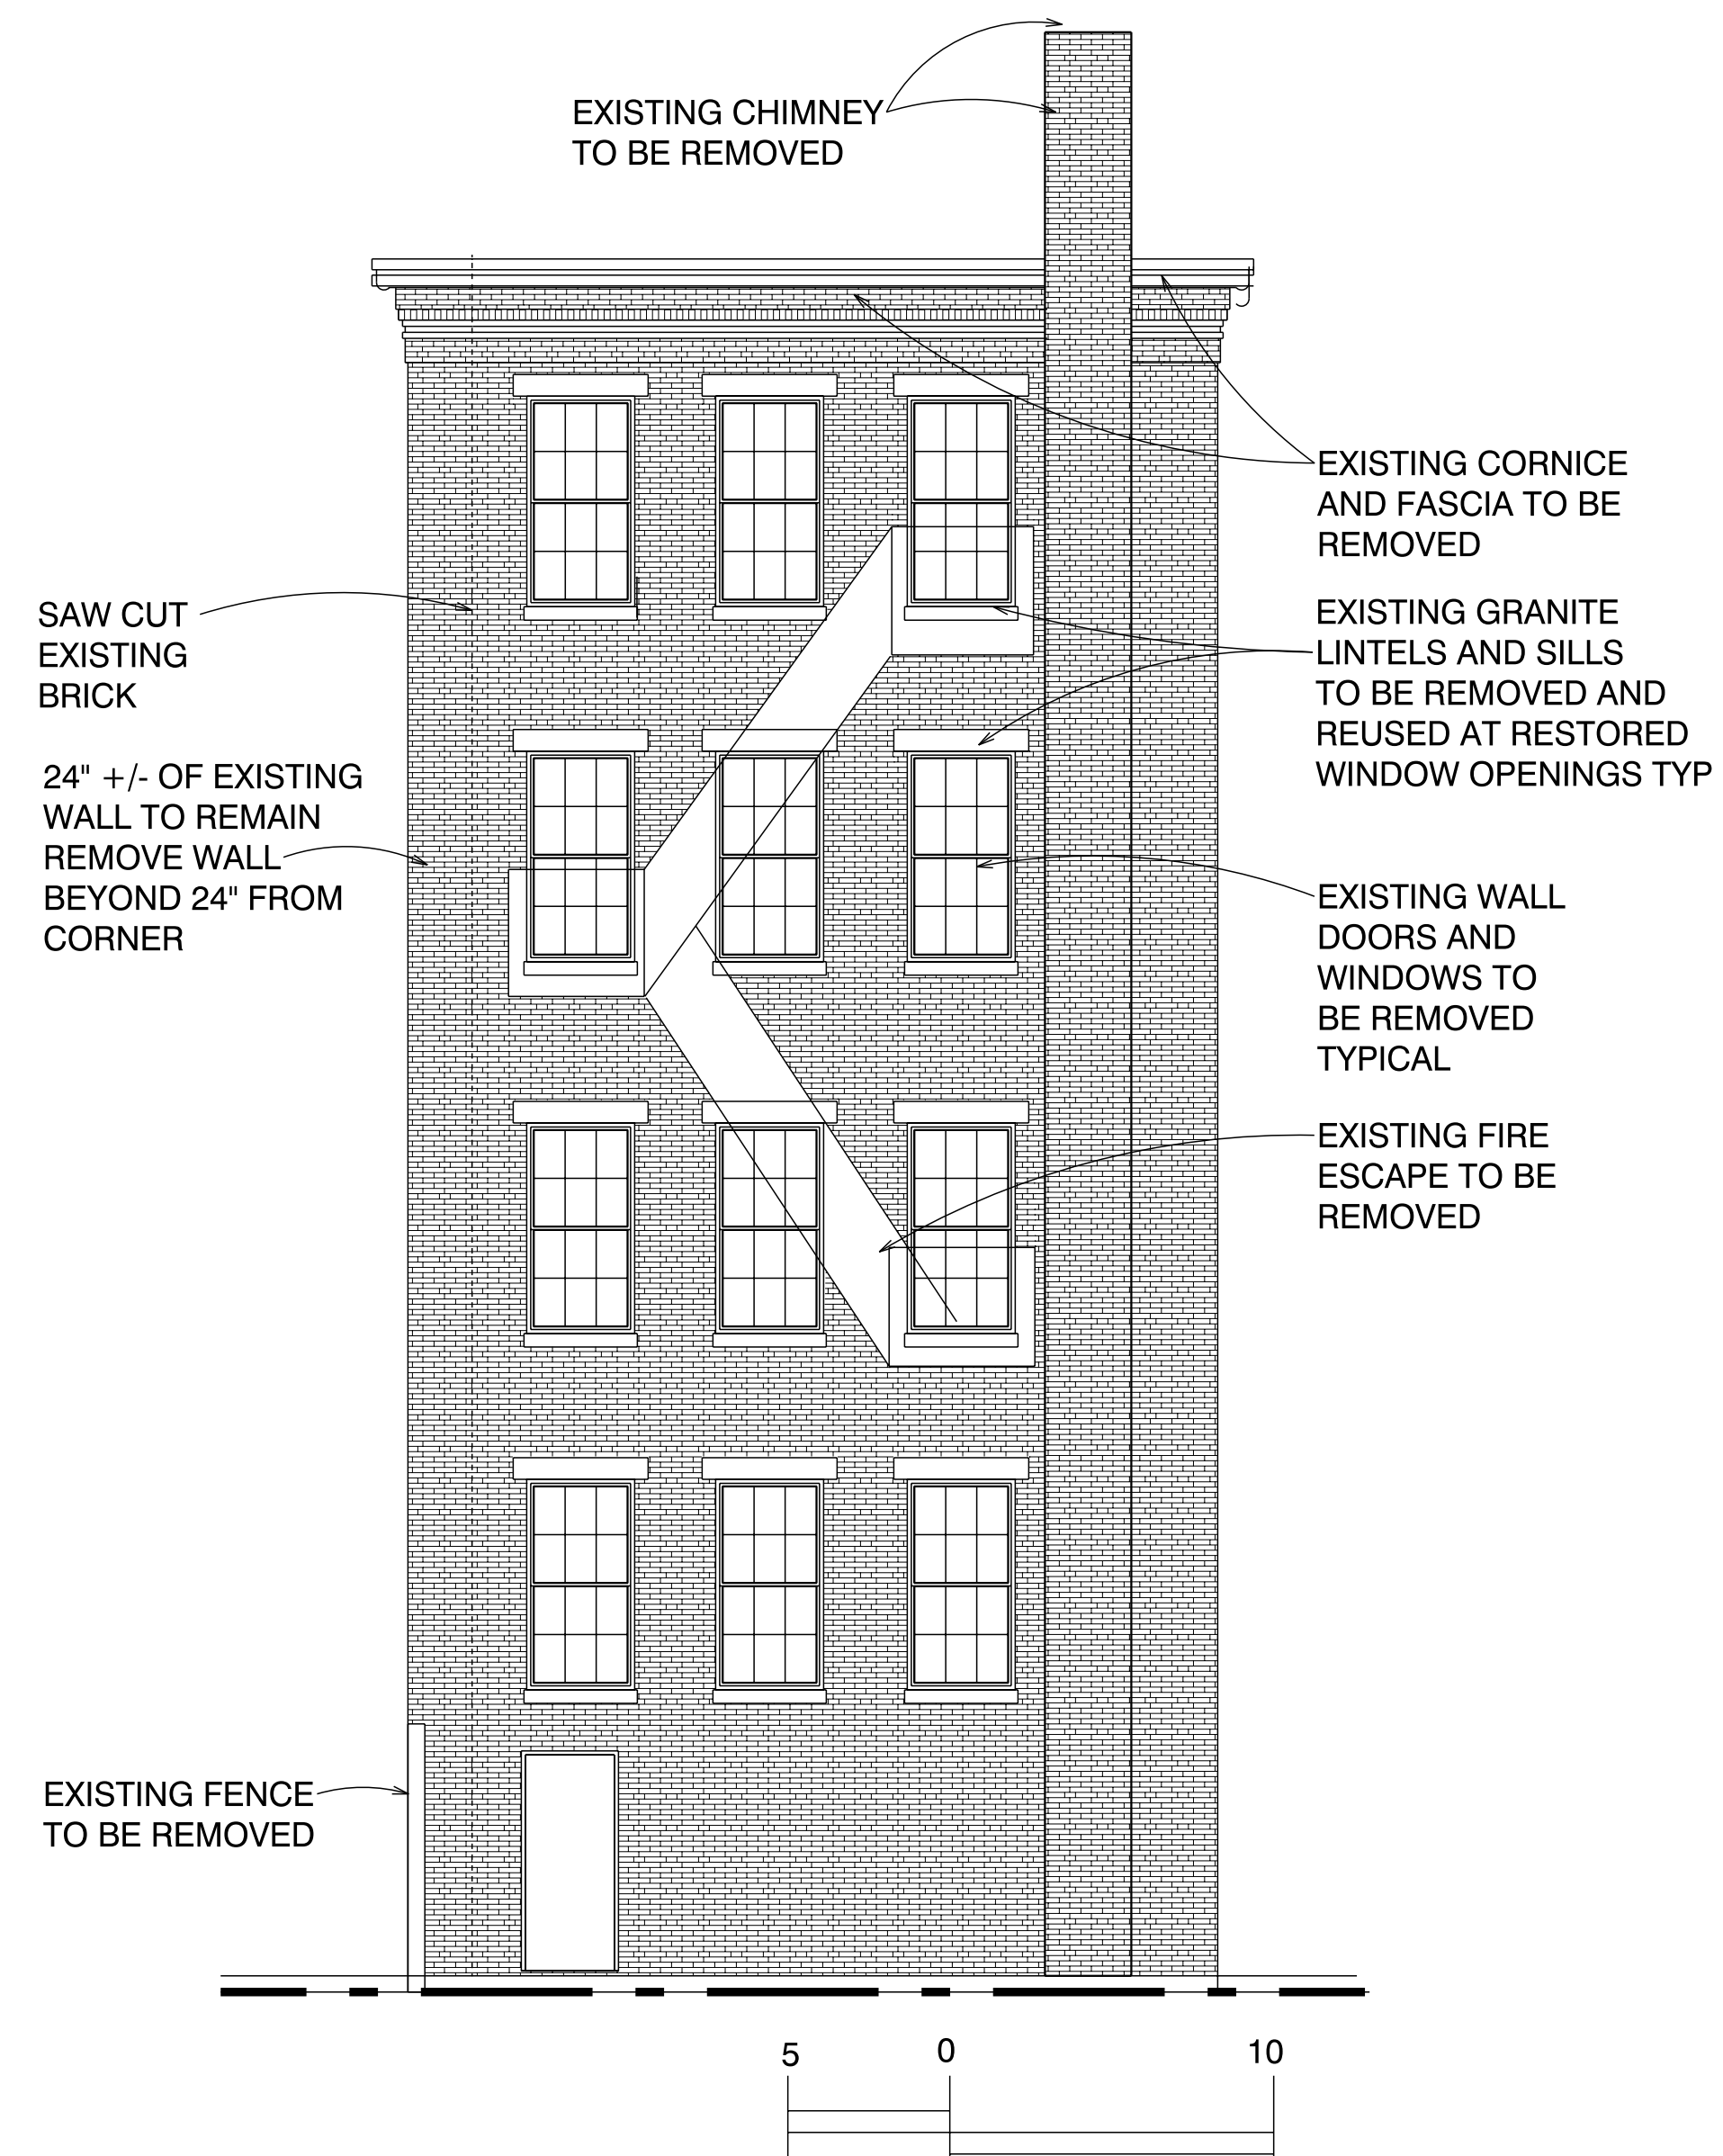 EXISTING CHIMNEY
TO BE REMOVED
EXISTING CORNICE
AND FASCIA TO BE
REMOVED
SAW CUT
EXISTING
BRICK
EXISTING GRANITE
LINTELS AND SILLS
TO BE REMOVED AND
REUSED AT RESTORED
WINDOW OPENINGS TYP
24" +/- OF EXISTING
WALL TO REMAIN
REMOVE WALL
BEYOND 24" FROM
CORNER
EXISTING WALL
DOORS AND
WINDOWS TO
BE REMOVED
TYPICAL
EXISTING FIRE
ESCAPE TO BE
REMOVED
EXISTING FENCE
TO BE REMOVED
5 0 10